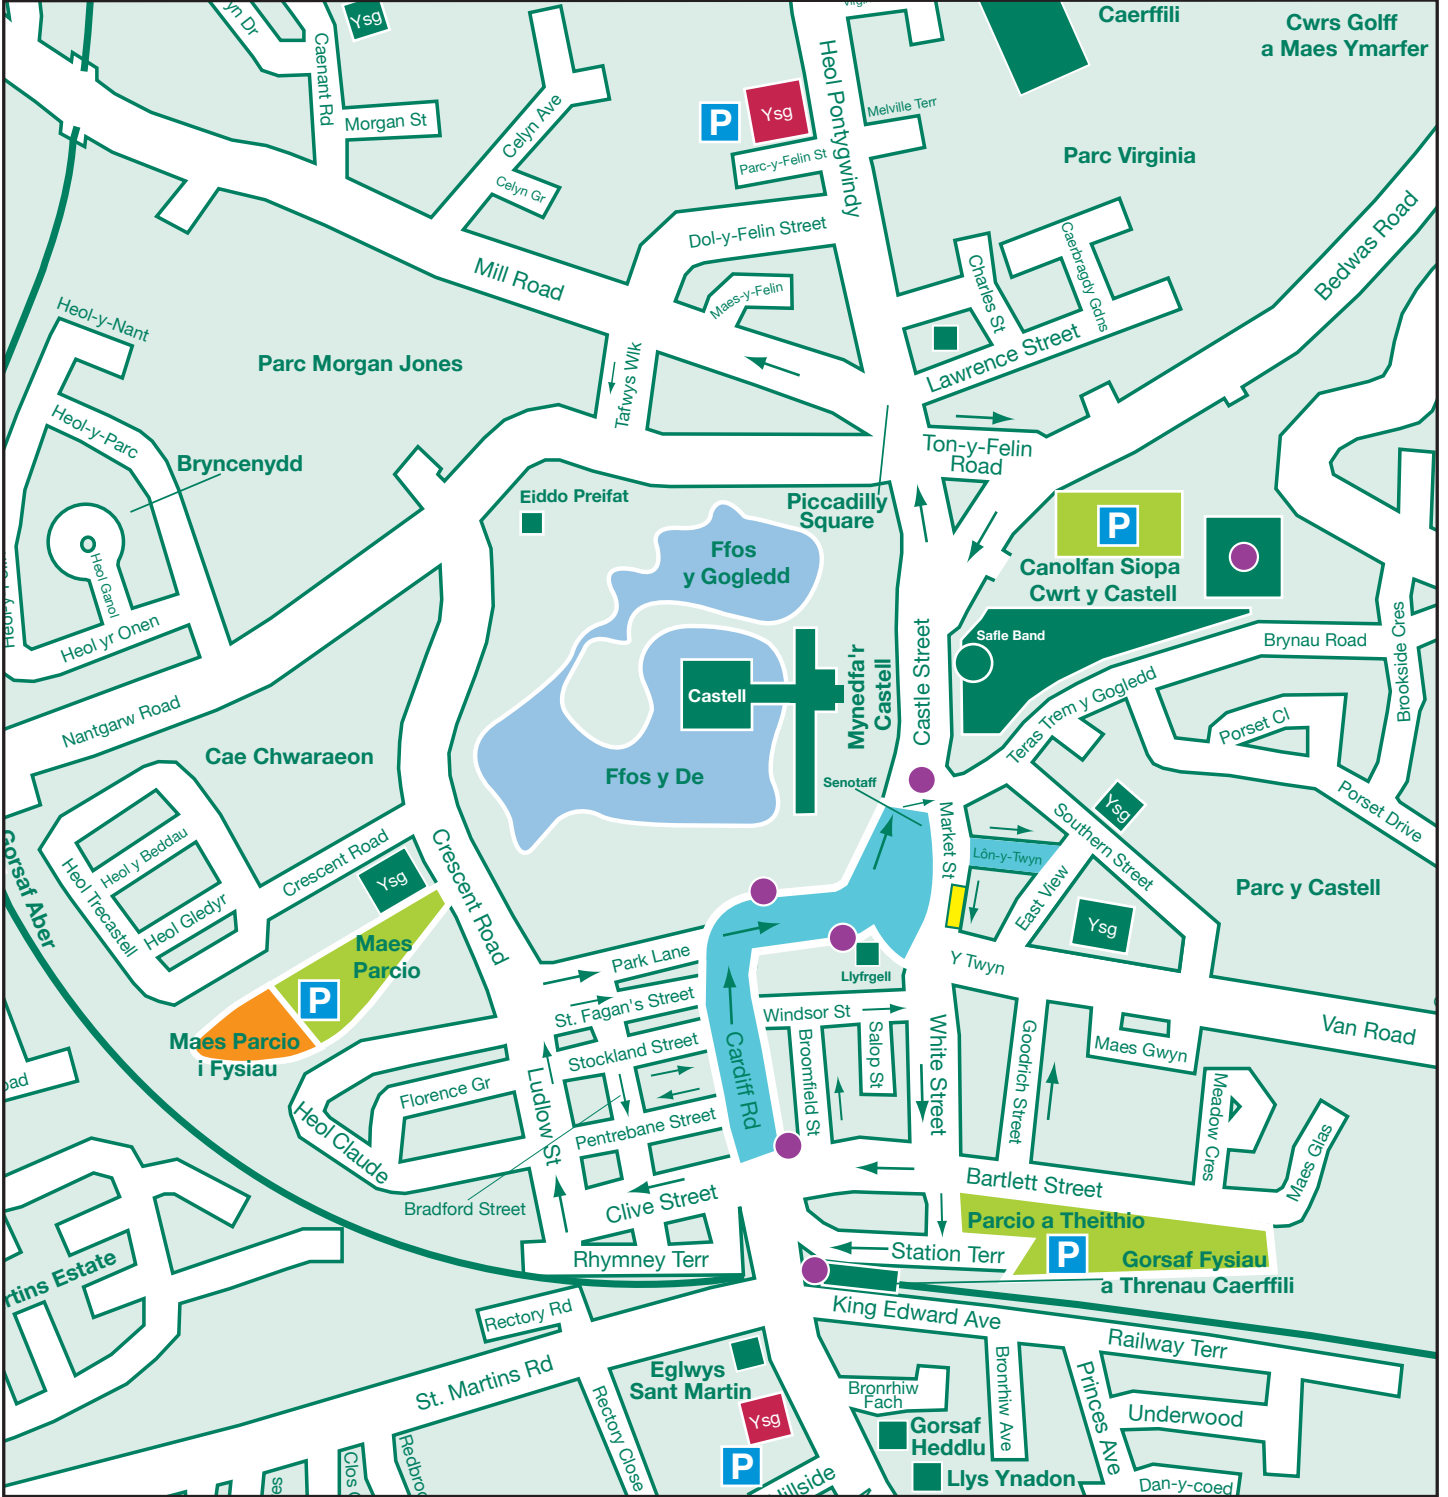 Ysg
Caerffili
Cwrs Golff
a Maes Ymarfer
yn Dr
Caenant Rd
Morgan St
Celyn Ave
Celyn Gr
P
Ysg
Heol Pontygwindy
Melville Terr
Parc-y-Felin St
Parc Virginia
Dol-y-Felin Street
Mill Road
Maes-y-Felin
Charles St
Caerbragdy Gdns
Lawrence Street
Bedwas Road
Heol-y-Nant
Parc Morgan Jones
Tafwys Wlk
Heol-y-Parc
Bryncenydd
Ton-y-Felin
Road
Eiddo Preifat
Piccadilly
Square
P
Canolfan Siopa
Cwrt y Castell
Ffos
y Gogledd
Heol Ganol
Heol yr Onen
Safle Band
Brynau Road
Brookside Cres
Castell
Mynedfa'r
Castell
Castle Street
Teras Trem y Gogledd
Porset Cl
Nantgarw Road
Cae Chwaraeon
Ffos y De
Senotaff
Porset Drive
Ysg
Southern Street
Market St
Lôn-y-Twyn
East View
Gorsaf Aber
Heol Trecastell
Heol y Beddau
Heol Gledyr
Crescent Road
Ysg
Crescent Road
Parc y Castell
Ysg
Maes
Parcio
P
Maes Parcio
i Fysiau
Park Lane
St. Fagan's Street
Stockland Street
Pentrebane Street
Llyfrgell
Y Twyn
Van Road
Windsor St
Broomfield St
Salop St
White Street
Goodrich Street
Maes Gwyn
Meadow Cres
Maes Glas
Florence Gr
Heol Claude
Ludlow St
Cardiff Rd
Bradford Street
Clive Street
Rhymney Terr
Bartlett Street
Parcio a Theithio
P
Gorsaf Fysiau
a Threnau Caerffili
Station Terr
rtins Estate
King Edward Ave
Railway Terr
Rectory Rd
St. Martins Rd
Eglwys
Sant Martin
Ysg
P
Rectory Close
Bronrhiw
Fach
Bronrhiw Ave
Princes Ave
Underwood
Gorsaf
Heddlu
Llys Ynadon
Dan-y-coed
illside
Redbroo
Clos
es